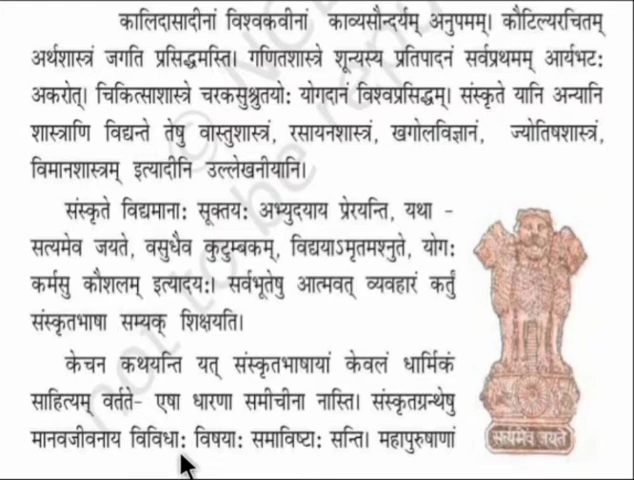 कालिदासादीनां विश्वकवीनां काव्यसौन्दर्यम् अनुपमम्। कौटिल्यरचितम्
अर्थशास्त्रं जगति प्रसिद्धमस्ति। गणितशास्त्रे शून्यस्य प्रतिपादनं सर्वप्रथमम् आर्यभट:
अकरोत्। चिकित्साशास्त्रे चरकसुश्रुतयो: योगदानं विश्वप्रसिद्धम्। संस्कृते यानि अन्यानि
शास्त्राणि विद्यन्ते तेषु वास्तुशास्त्रं, रसायनशास्त्रं, खगोलविज्ञानं, ज्योतिषशास्त्रं,
विमानशास्त्रम् इत्यादीनि उल्लेखनीयानि।
संस्कृते विद्यमाना: सूक्तय: अभ्युदयाय प्रेरयन्ति, यथा -
सत्यमेव जयते, वसुधैव कुटुम्बकम्, विद्ययाऽमृतमश्नुते, योग:
कर्मसु कौशलम् इत्यादय:। सर्वभूतेषु आत्मवत् व्यवहारं कर्तुं
संस्कृतभाषा सम्यक् शिक्षयति।
केचन कथयन्ति यत् संस्कृतभाषायां केवलं धार्मिकं
साहित्यम् वर्तते- एषा धारणा समीचीना नास्ति। संस्कृतग्रन्थेषु
मानवजीवनाय विविधा: विषया: समाविष्टा: सन्ति। महापुरुषाणां
सत्यमेव जयते
not to be rep